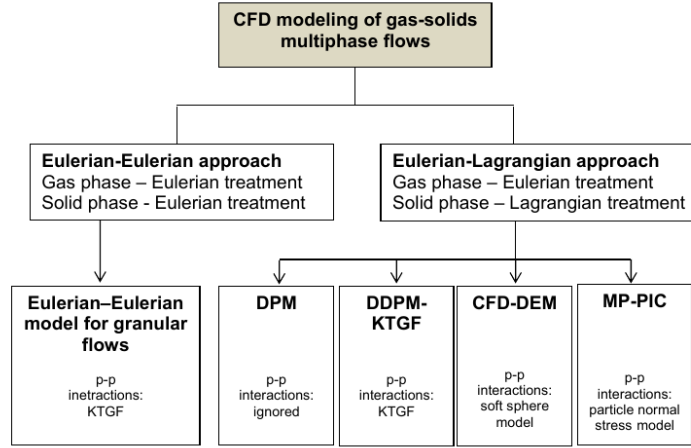 CFD modeling of gas-solids
multiphase flows
Eulerian-Eulerian approach
Gas phase – Eulerian treatment
Solid phase - Eulerian treatment
Eulerian-Lagrangian approach
Gas phase – Eulerian treatment
Solid phase – Lagrangian treatment
Eulerian–Eulerian
model for granular
flows
p-p
inetractions:
KTGF
DPM
p-p
interactions:
ignored
DDPM-
KTGF
p-p
interactions:
KTGF
CFD-DEM
p-p
interactions:
soft sphere
model
MP-PIC
p-p
interactions:
particle normal
stress model